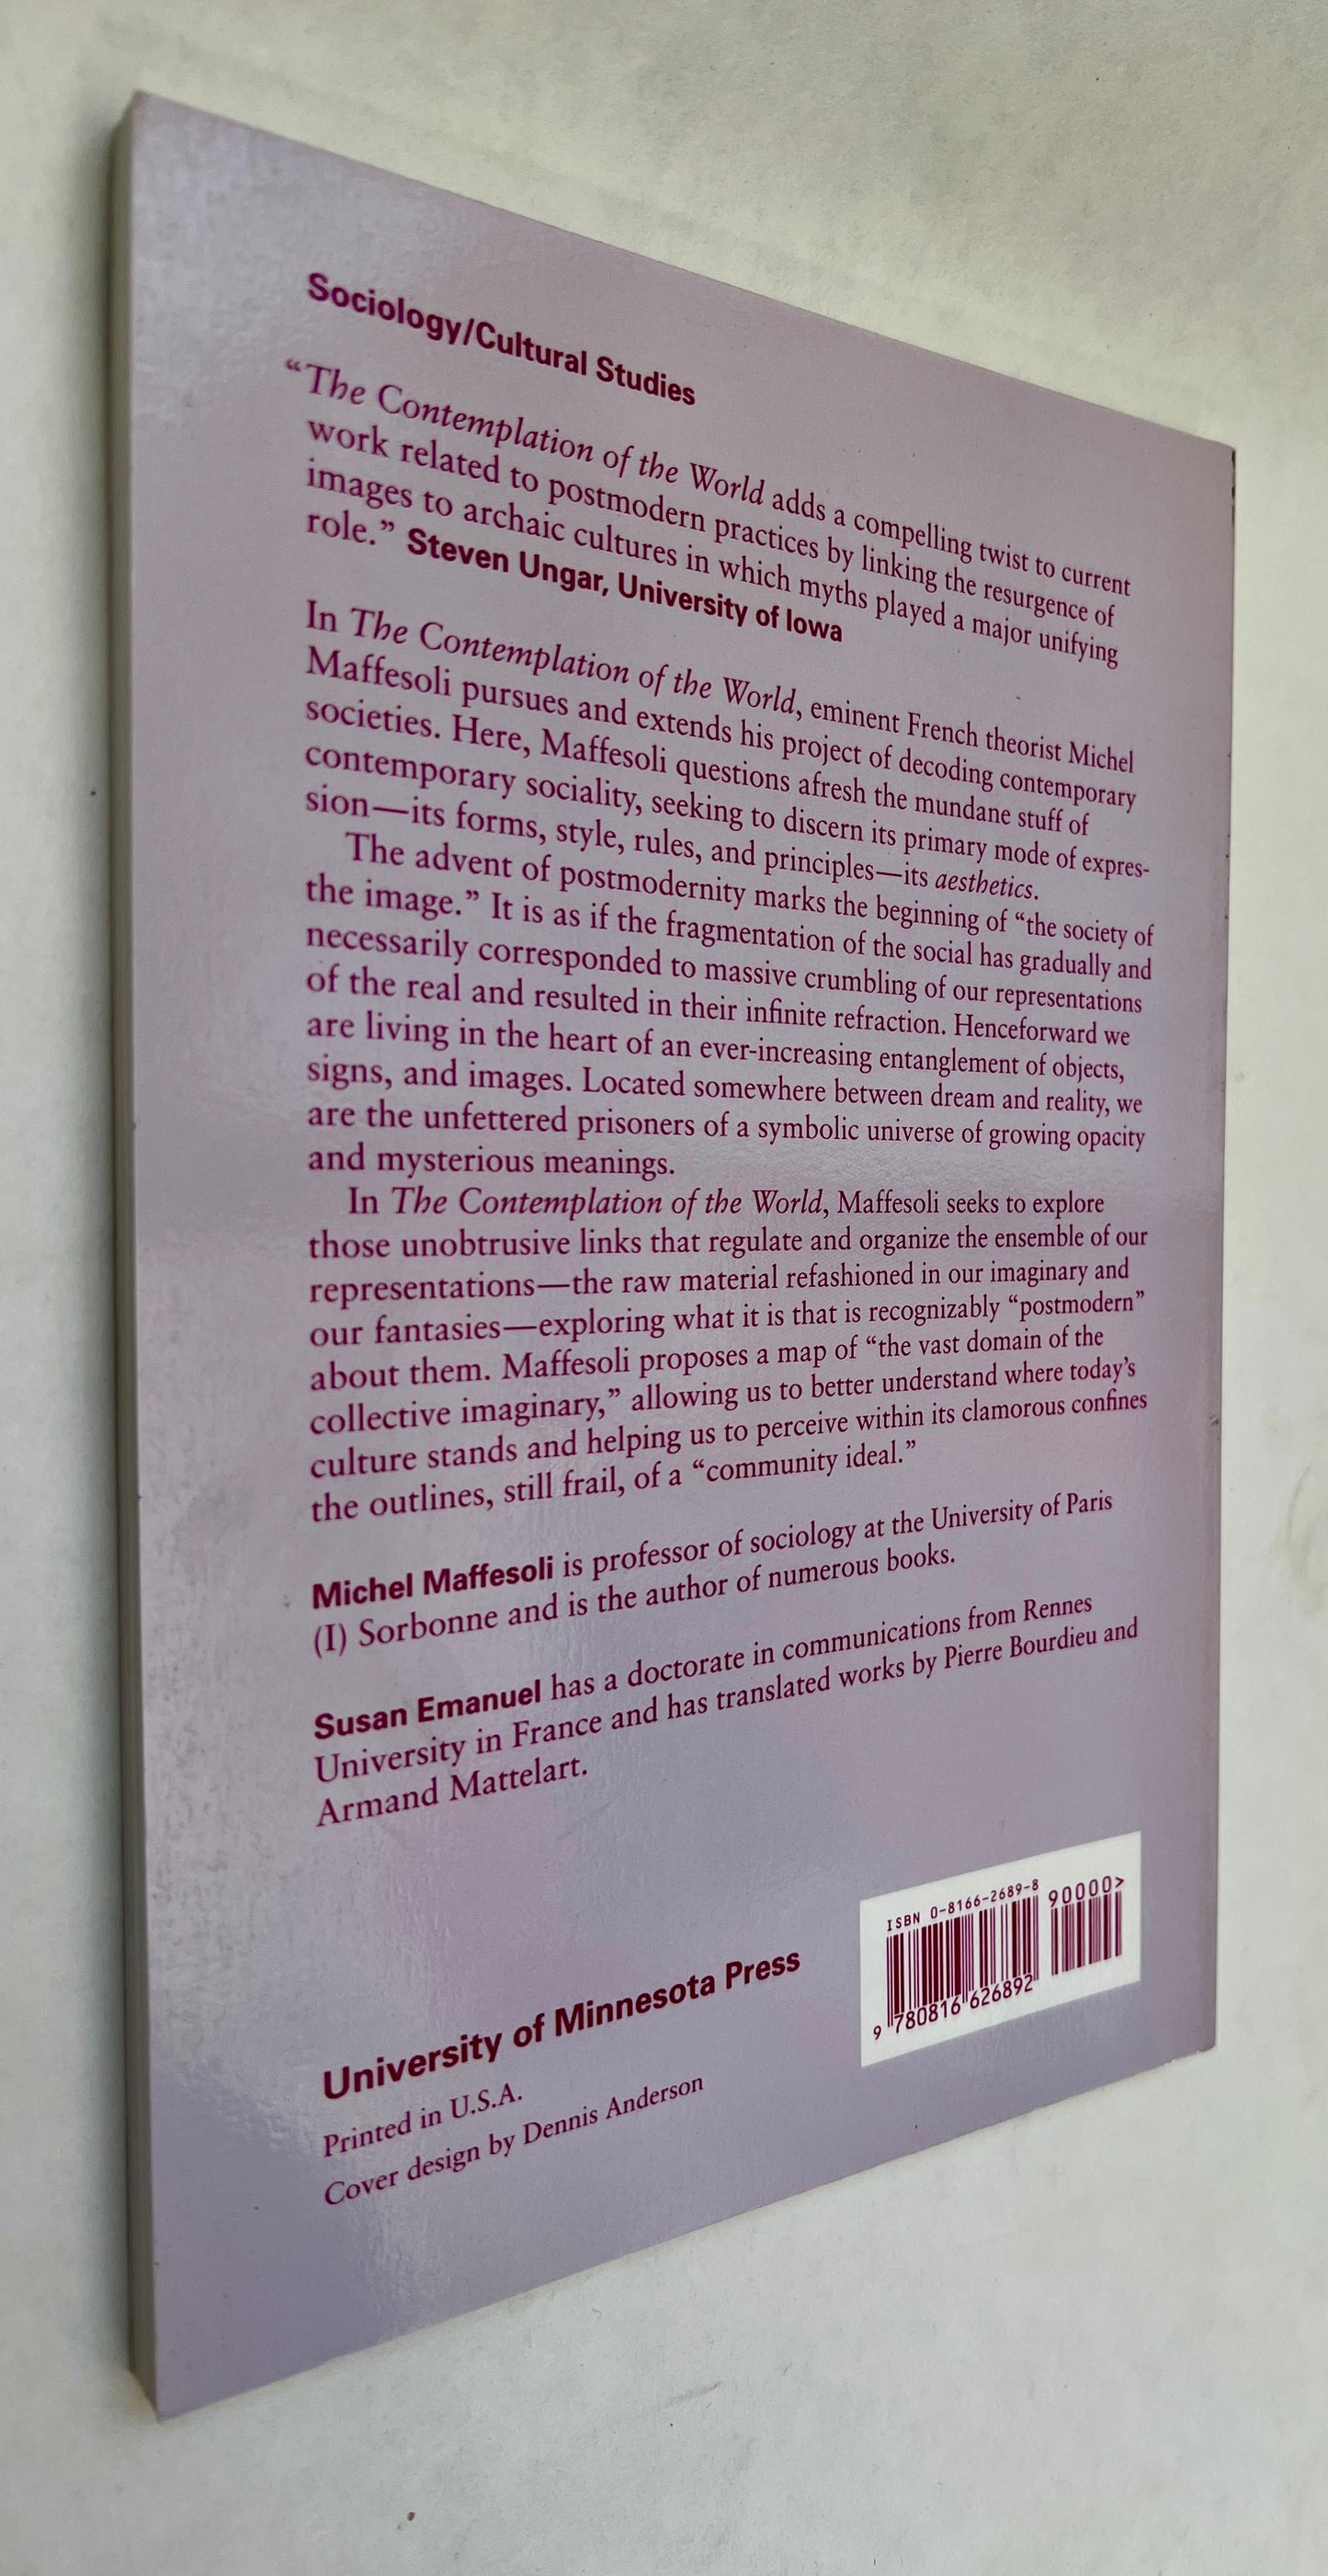 Sociology/Cultural Studies
“The Contemplation of the World adds a compelling twist to current
work related to postmodern practices by linking the resurgence of
images to archaic cultures in which myths played a major unifying
role.” Steven Ungar, University of Iowa
In The Contemplation of the World, eminent French theorist Michel
Maffesoli pursues and extends his project of decoding contemporary
societies. Here, Maffesoli questions afresh the mundane stuff of
contemporary sociality, seeking to discern its primary mode of expres-
sion—its forms, style, rules, and principles—its aesthetics.
The advent of postmodernity marks the beginning of “the society of
the image.” It is as if the fragmentation of the social has gradually and
necessarily corresponded to massive crumbling of our representations
of the real and resulted in their infinite refraction. Henceforward we
are living in the heart of an ever-increasing entanglement of objects,
signs, and images. Located somewhere between dream and reality, we
are the unfettered prisoners of a symbolic universe of growing opacity
and mysterious meanings.
In The Contemplation of the World, Maffesoli seeks to explore
those unobtrusive links that regulate and organize the ensemble of our
representations—the raw material refashioned in our imaginary and
our fantasies—exploring what it is that is recognizably “postmodern”
about them. Maffesoli proposes a map of “the vast domain of the
collective imaginary,” allowing us to better understand where today’s
culture stands and helping us to perceive within its clamorous confines
the outlines, still frail, of a “community ideal.”
Michel Maffesoli is professor of sociology at the University of Paris
(I) Sorbonne and is the author of numerous books.
Susan Emanuel has a doctorate in communications from Rennes
University in France and has translated works by Pierre Bourdieu and
Armand Mattelart.
ISBN 0-8166-2689-8
90000>
9 780816 626892
University of Minnesota Press
Printed in U.S.A.
Cover design by Dennis Anderson